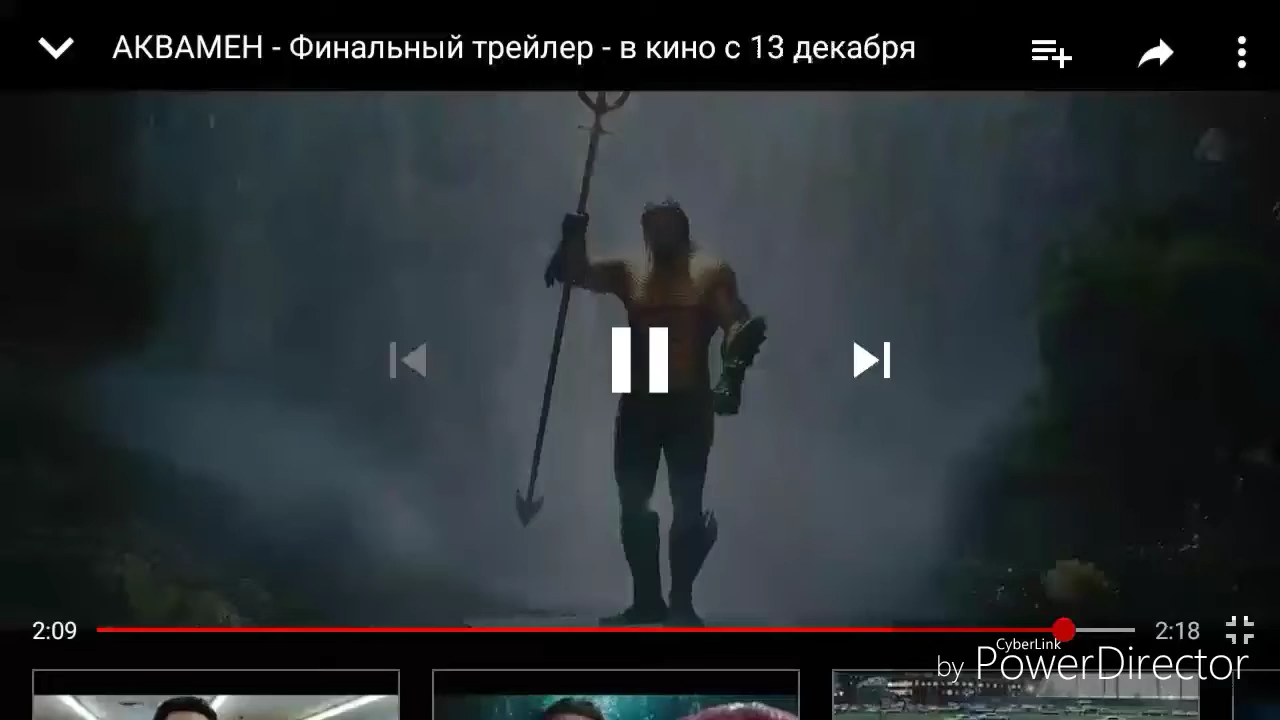 АКВАМЕН - Финальный трейлер - в кино с 13 декабря
2:09
2:18
CyberLink
by PowerDirector